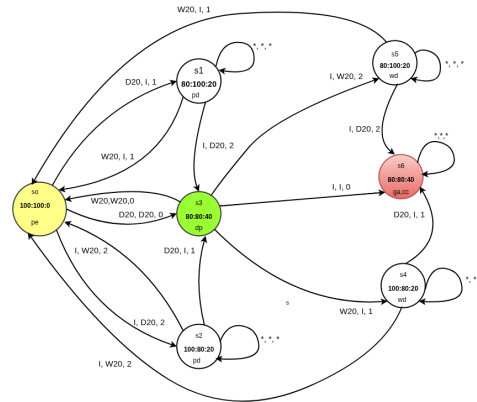 W20, I, 1
*, *, *
s1
80:100:20
pd
s5
80:100:20
wd
*, *, *
I, W20, 2
D20, I, 1
I, D20, 2
I, D20, 2
*,*,*
W20, I, 1
s6
80:80:40
ga,cc
so
100:100:0
pe
W20,W20,0
D20, D20, 0
s3
80:80:40
dp
I, I, 0
D20, I, 1
I, W20, 2
D20, I, 1
s4
100:80:20
wd
*, *,
s
W20, I, 1
I, D20, 2
s2
100:80:20
pd
*, *, *
I, W20, 2